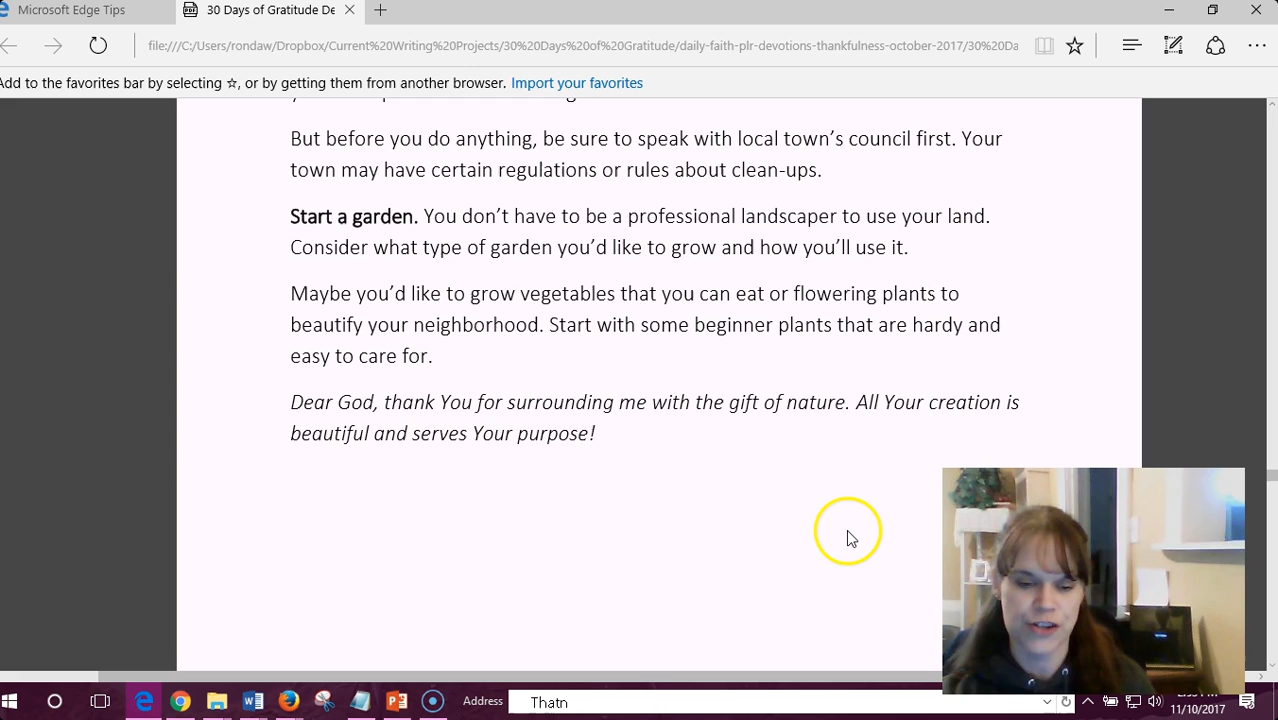 Microsoft Edge Tips
30 Days of Gratitude De
file:///C:/Users/rondaw/Dropbox/Current%20Writing%20Projects/30%20Days%20of%20Gratitude/daily-faith-plr-devotions-thankfulness-october-2017/30%20Da
Add to the favorites bar by selecting ☆, or by getting them from another browser. Import your favorites
But before you do anything, be sure to speak with local town's council first. Your
town may have certain regulations or rules about clean-ups.
Start a garden. You don't have to be a professional landscaper to use your land.
Consider what type of garden you'd like to grow and how you'll use it.
Maybe you'd like to grow vegetables that you can eat or flowering plants to
beautify your neighborhood. Start with some beginner plants that are hardy and
easy to care for.
Dear God, thank You for surrounding me with the gift of nature. All Your creation is
beautiful and serves Your purpose!
Address
Thatn
11/10/2017